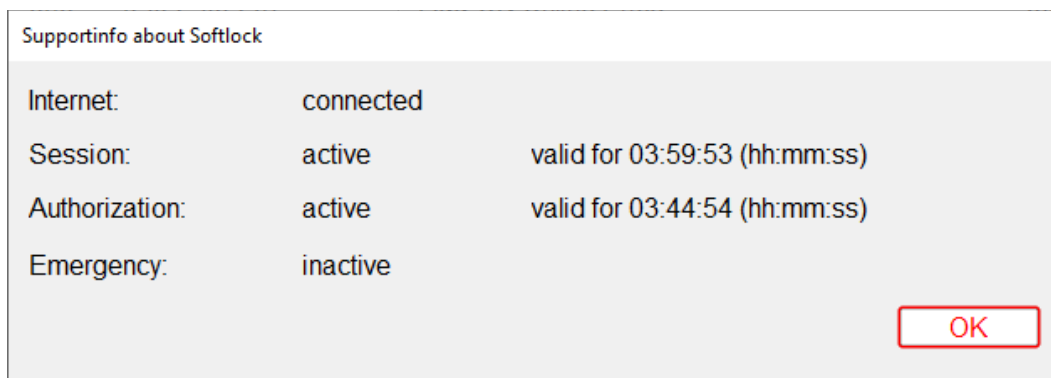 Supportinfo about Softlock
Internet: connected
Session: active valid for 03:59:53 (hh:mm:ss)
Authorization: active valid for 03:44:54 (hh:mm:ss)
Emergency: inactive
OK